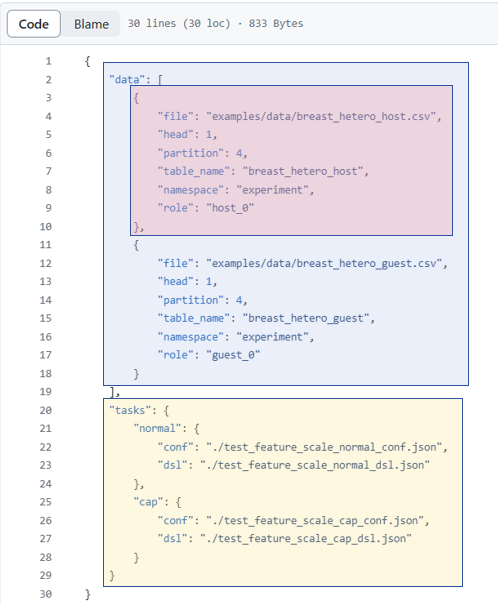 Code Blame 30 lines (30 loc) · 833 Bytes
1 {
2 "data": [
3 {
4 "file": "examples/data/breast_hetero_host.csv",
5 "head": 1,
6 "partition": 4,
7 "table_name": "breast_hetero_host",
8 "namespace": "experiment",
9 "role": "host_0"
10 },
11 {
12 "file": "examples/data/breast_hetero_guest.csv",
13 "head": 1,
14 "partition": 4,
15 "table_name": "breast_hetero_guest",
16 "namespace": "experiment",
17 "role": "guest_0"
18 }
19 ],
20 "tasks": {
21 "normal": {
22 "conf": "./test_feature_scale_normal_conf.json",
23 "dsl": "./test_feature_scale_normal_dsl.json"
24 },
25 "cap": {
26 "conf": "./test_feature_scale_cap_conf.json",
27 "dsl": "./test_feature_scale_cap_dsl.json"
28 }
29 }
30 }